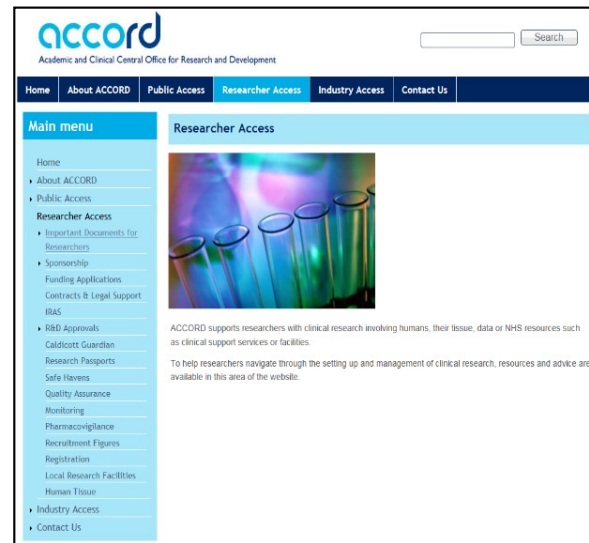 accord
Academic and Clinical Central Office for Research and Development
Search
Home
About ACCORD
Public Access
Researcher Access
Industry Access
Contact Us
Main menu
Home
About ACCORD
Public Access
Researcher Access
Important Documents for
Researchers
Sponsorship
Funding Applications
Contracts & Legal Support
IRAS
R&D Approvals
Caldicott Guardian
Research Passports
Safe Havens
Quality Assurance
Monitoring
Pharmacovigilance
Recruitment Figures
Registration
Local Research Facilities
Human Tissue
Industry Access
Contact Us
Researcher Access
ACCORD supports researchers with clinical research involving humans, their tissue, data or NHS resources such
as clinical support services or facilities.
To help researchers navigate through the setting up and management of clinical research, resources and advice are
available in this area of the website.